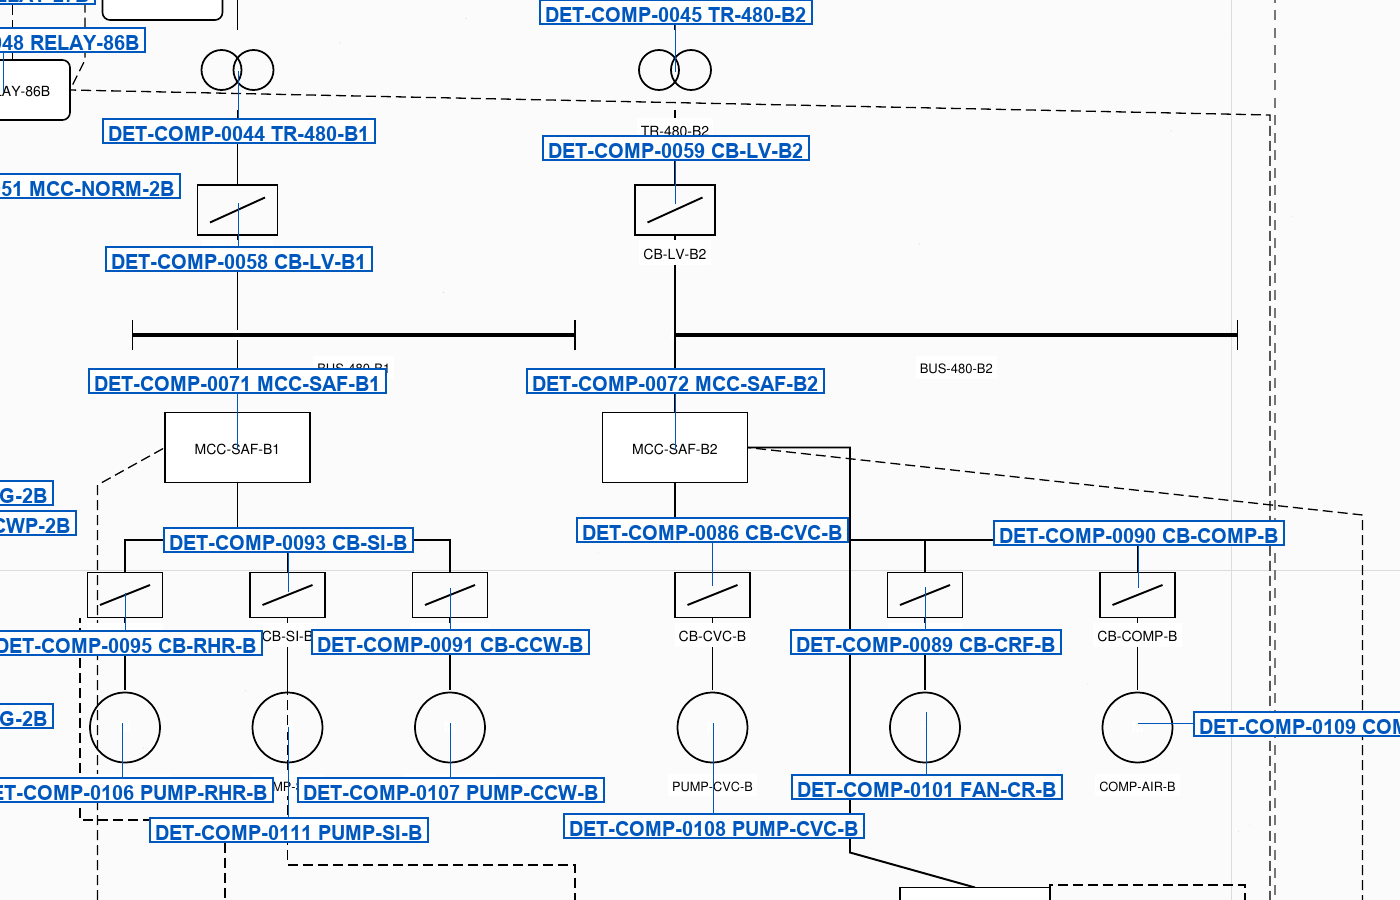 DET-COMP-0045 TR-480-B2
48 RELAY-86B
AY-86B
DET-COMP-0044 TR-480-B1
TR-480-B2
DET-COMP-0059 CB-LV-B2
51 MCC-NORM-2B
CB-LV-B2
DET-COMP-0058 CB-LV-B1
BUS-480-B1
BUS-480-B2
DET-COMP-0071 MCC-SAF-B1
DET-COMP-0072 MCC-SAF-B2
MCC-SAF-B1
MCC-SAF-B2
G-2B
CWP-2B
DET-COMP-0093 CB-SI-B
DET-COMP-0086 CB-CVC-B
DET-COMP-0090 CB-COMP-B
DET-COMP-0095 CB-RHR-B
CB-SI-B
DET-COMP-0091 CB-CCW-B
CB-CVC-B
DET-COMP-0089 CB-CRF-B
CB-COMP-B
G-2B
DET-COMP-0109 COM
ET-COMP-0106 PUMP-RHR-B
MP-
DET-COMP-0107 PUMP-CCW-B
PUMP-CVC-B
DET-COMP-0101 FAN-CR-B
COMP-AIR-B
DET-COMP-0111 PUMP-SI-B
DET-COMP-0108 PUMP-CVC-B